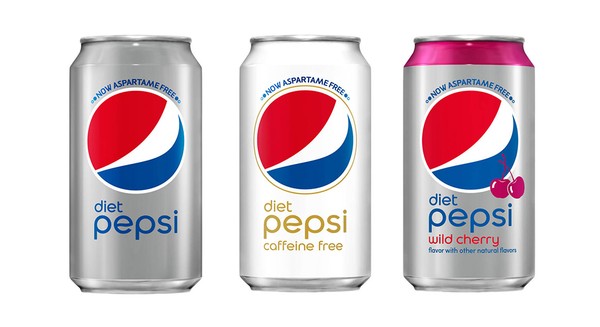 NOW ASPARTAME FREE
diet
pepsi
NOW ASPARTAME FREE
diet
pepsi
caffeine free
NOW ASPARTAME FREE
diet
pepsi
wild cherry
flavor with other natural flavors